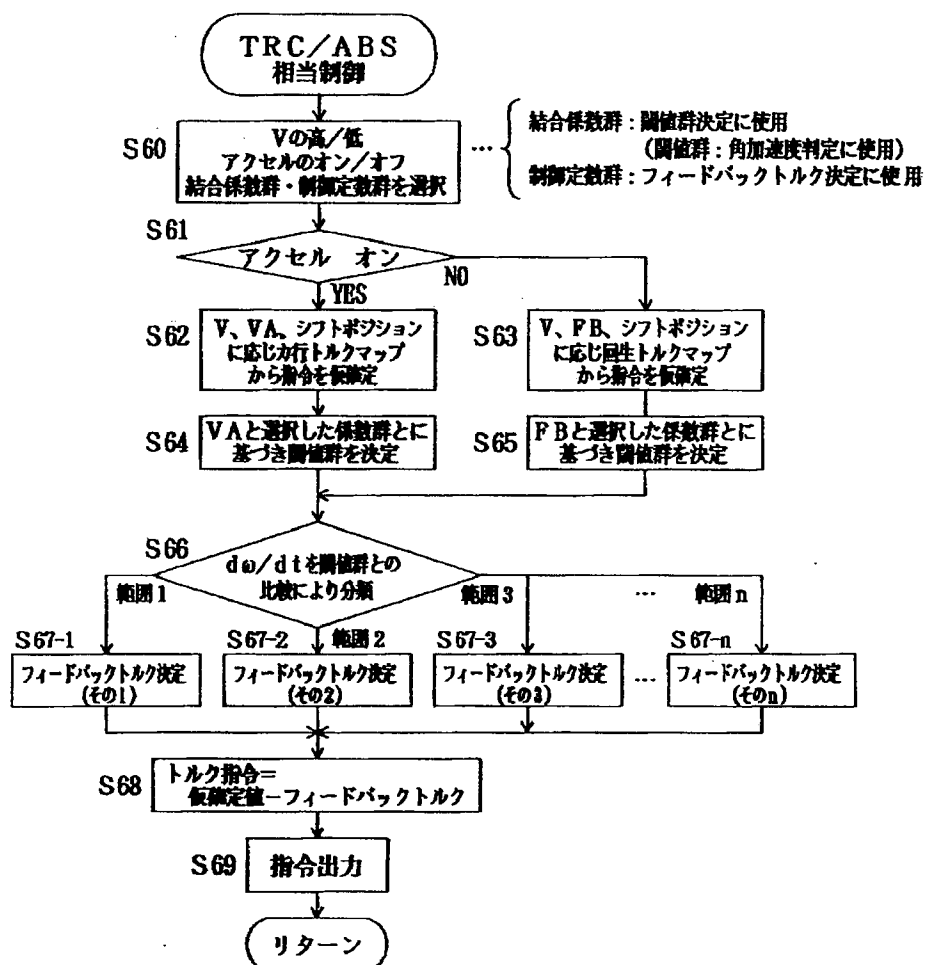 TRC/ABS
相当制御
S60
Vの高/低
アクセルのオン/オフ
結合係数群・制御定数群を選択
…
結合係数群:閾値群決定に使用
(閾値群:角加速度判定に使用)
制御定数群:フィードバックトルク決定に使用
S61
アクセル オン
NO
YES
S62
V、VA、シフトポジション
に応じ力行トルクマップ
から指令を仮確定
S63
V、FB、シフトポジション
に応じ回生トルクマップ
から指令を仮確定
S64
VAと選択した係数群とに
基づき閾値群を決定
S65
FBと選択した係数群とに
基づき閾値群を決定
S66
dω/dtを閾値群との
比較により分類
範囲1
範囲2
範囲3
…
範囲n
S67-1
フィードバックトルク決定
(その1)
S67-2
フィードバックトルク決定
(その2)
S67-3
フィードバックトルク決定
(その3)
…
S67-n
フィードバックトルク決定
(そのn)
S68
トルク指令=
仮確定値-フィードバックトルク
S69
指令出力
リターン